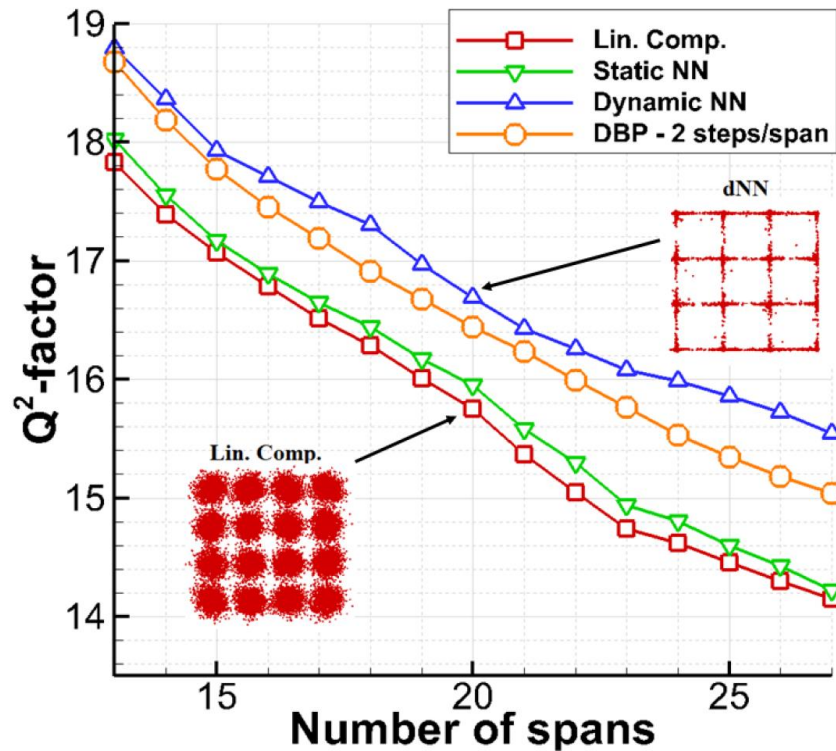 Q²-factor
19
18
17
16
15
14
Lin. Comp.
Static NN
Dynamic NN
DBP - 2 steps/span
dNN
Lin. Comp.
15
20
25
Number of spans